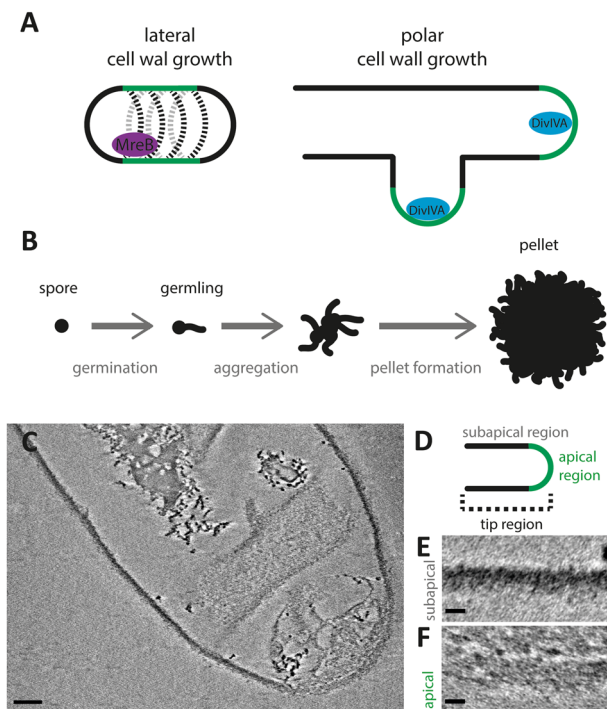 A
lateral
cell wal growth
polar
cell wall growth
MreB
DivIVA
DivIVA
B
spore
germling
pellet
germination
aggregation
pellet formation
C
D
subapical region
apical
region
tip region
E
subapical
F
apical